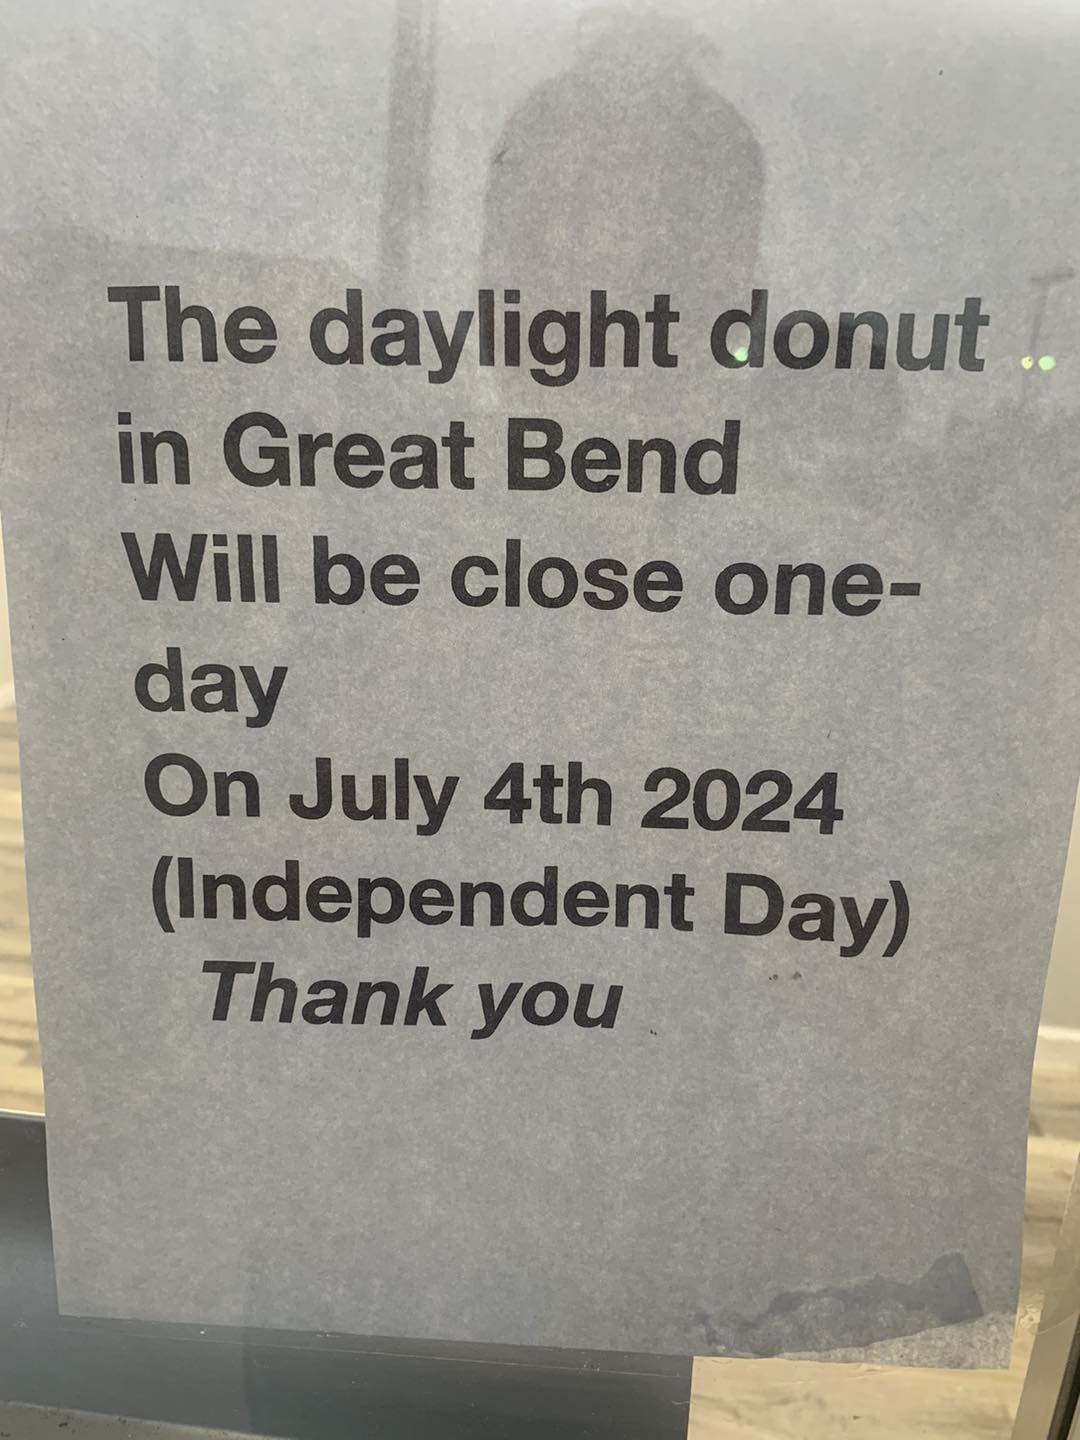 The daylight donut
in Great Bend
Will be close one-
day
On July 4th 2024
(Independent Day)
Thank you